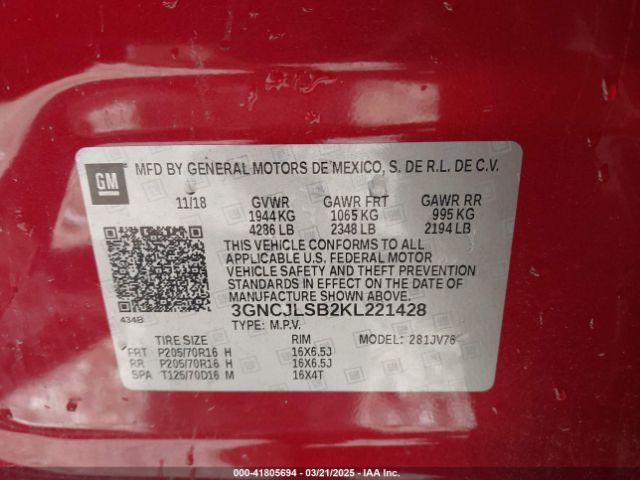 GM
MFD BY GENERAL MOTORS DE MEXICO, S. DE R.L. DE C.V.
11/18 GVWR GAWR FRT GAWR RR
1944 KG 1065 KG 995 KG
4286 LB 2348 LB 2194 LB
THIS VEHICLE CONFORMS TO ALL
APPLICABLE U.S. FEDERAL MOTOR
VEHICLE SAFETY AND THEFT PREVENTION
STANDARDS IN EFFECT ON THE DATE OF
MANUFACTURE SHOWN ABOVE.
434B 3GNCJLSB2KL221428
TYPE: M.P.V.
TIRE SIZE RIM MODEL: 281JV76
FRT P205/70R16 H 16X6.5J
RR P205/70R16 H 16X6.5J
SPA T125/70D16 M 16X4T
000-41805694 - 03/21/2025 - IAA Inc.